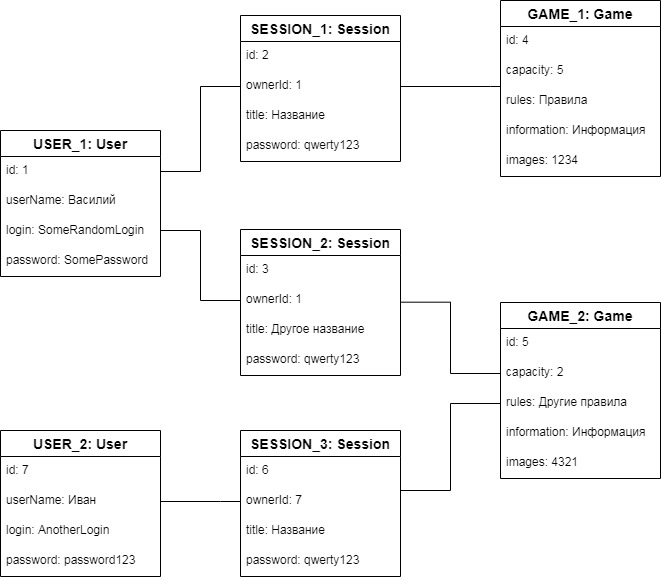 SESSION_1: Session
id: 2
ownerId: 1
title: Название
password: qwerty123
GAME_1: Game
id: 4
capacity: 5
rules: Правила
information: Информация
images: 1234
USER_1: User
id: 1
userName: Василий
login: SomeRandomLogin
password: SomePassword
SESSION_2: Session
id: 3
ownerId: 1
title: Другое название
password: qwerty123
GAME_2: Game
id: 5
capacity: 2
rules: Другие правила
information: Информация
images: 4321
USER_2: User
id: 7
userName: Иван
login: AnotherLogin
password: password123
SESSION_3: Session
id: 6
ownerId: 7
title: Название
password: qwerty123